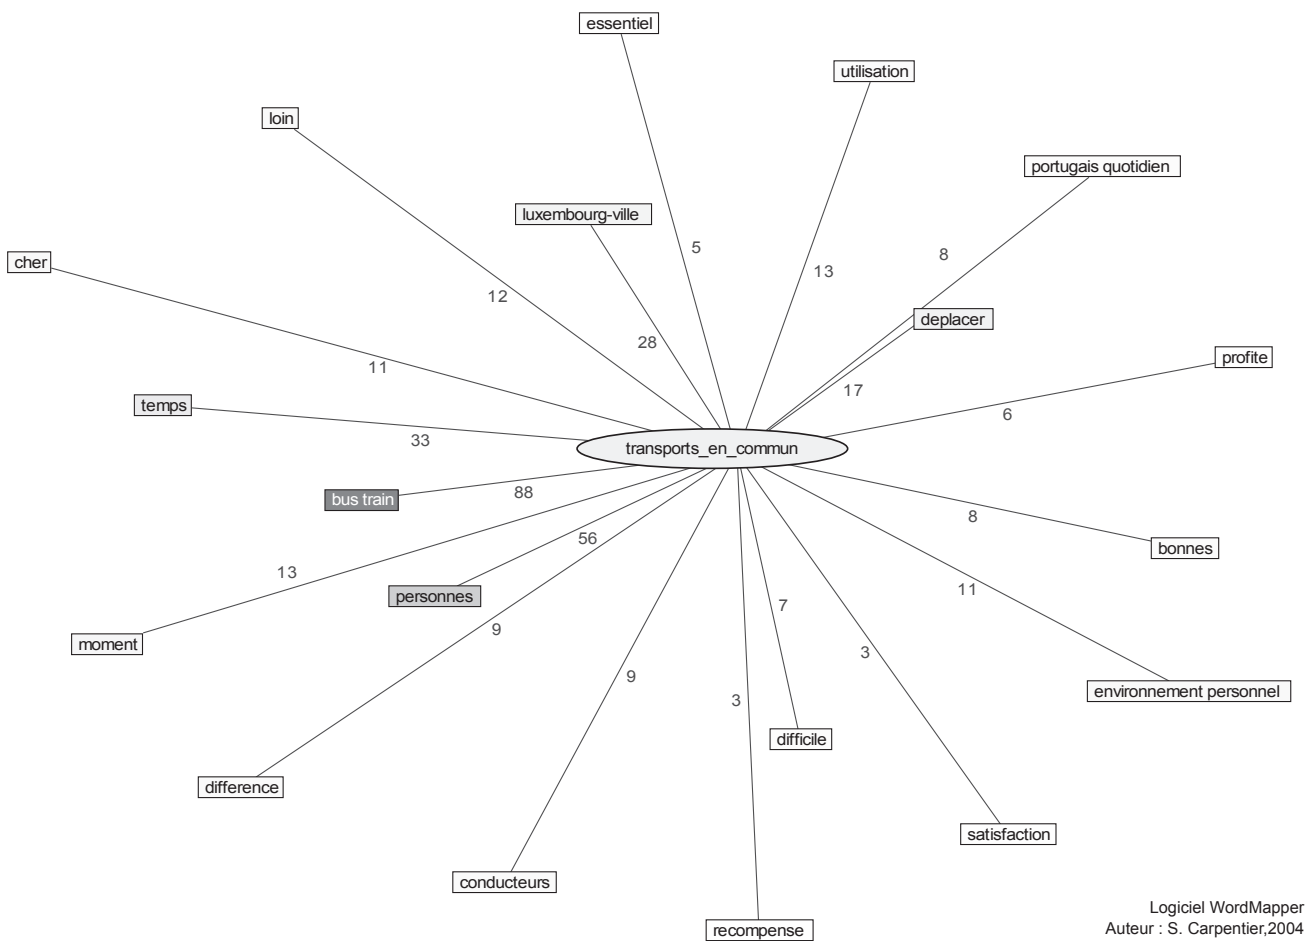 essentiel
utilisation
loin
portugais quotidien
luxembourg-ville
5
8
cher
13
12
deplacer
28
profite
11
17
temps
6
33
transports_en_commun
88
bus train
8
56
bonnes
13
11
personnes
7
9
moment
3
9
environnement personnel
3
difficile
difference
satisfaction
conducteurs
Logiciel WordMapper
recompense
Auteur : S. Carpentier,2004